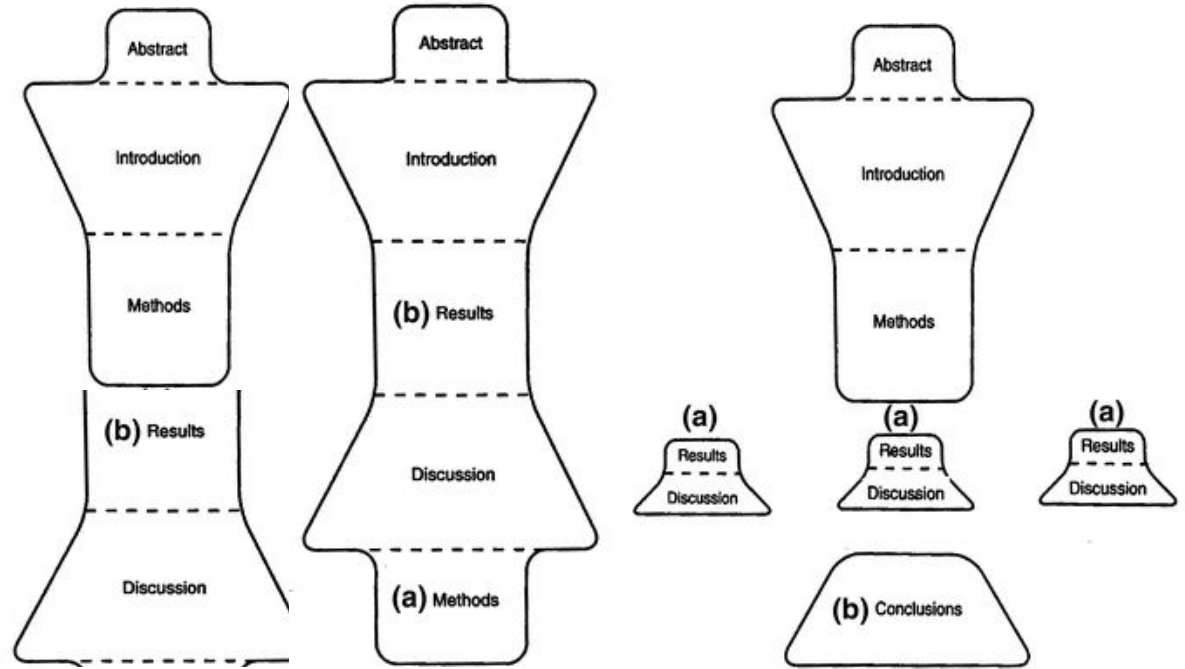 Abstract
Introduction
Methods
(b) Results
Discussion
Abstract
Introduction
(b) Results
Discussion
(a) Methods
Abstract
Introduction
Methods
(a)
Results
Discussion
(a)
Results
Discussion
(a)
Results
Discussion
(b) Conclusions